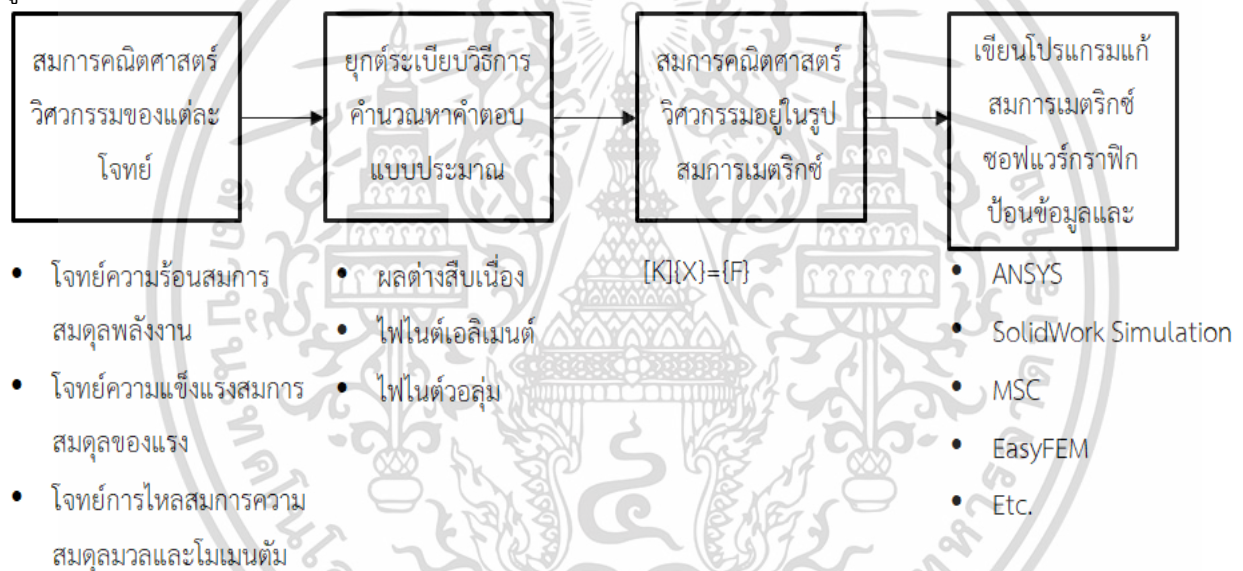 สมการคณิตศาสตร์
วิศวกรรมของแต่ละ
โจทย์
ยุกต์ระเบียบวิธีการ
คำนวณหาคำตอบ
แบบประมาณ
สมการคณิตศาสตร์
วิศวกรรมอยู่ในรูป
สมการเมตริกซ์
เขียนโปรแกรมแก้
สมการเมตริกซ์
ซอฟแวร์กราฟิก
ป้อนข้อมูลและ
• โจทย์ความร้อนสมการ
สมดุลพลังงาน
• โจทย์ความแข็งแรงสมการ
สมดุลของแรง
• โจทย์การไหลสมการความ
สมดุลมวลและโมเมนตัม
• ผลต่างสืบเนื่อง
• ไฟไนต์เอลิเมนต์
• ไฟไนต์วอลุ่ม
[K]{X}={F}
• ANSYS
• SolidWork Simulation
• MSC
• EasyFEM
• Etc.